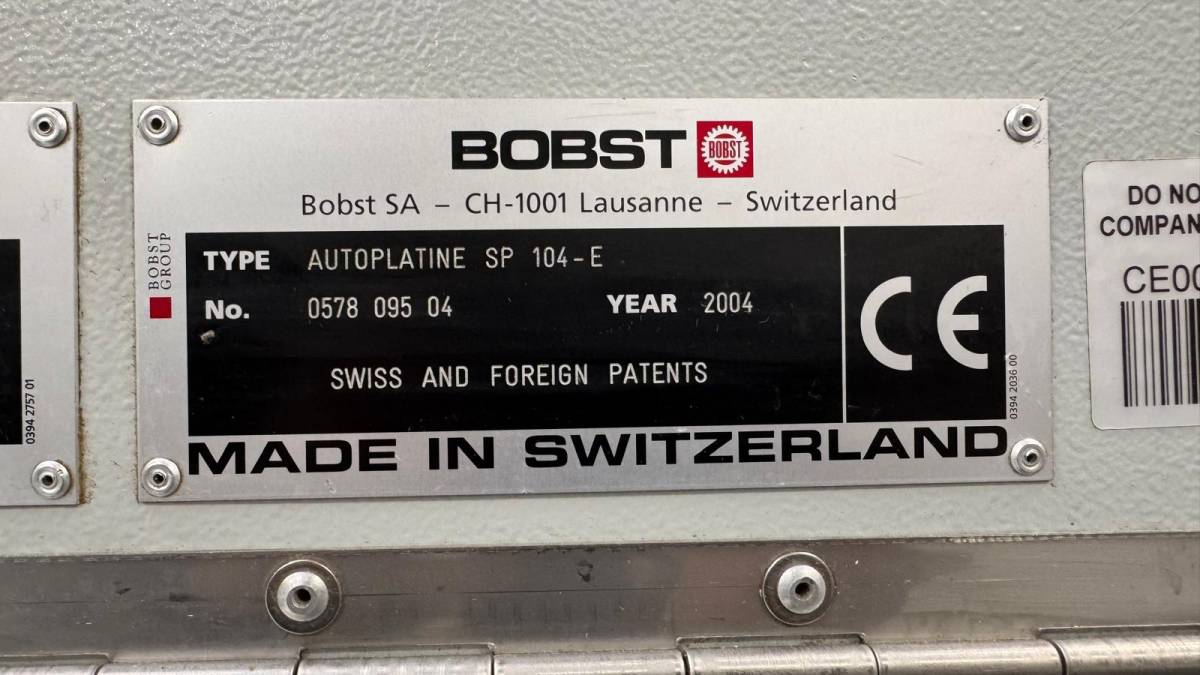 BOBST BOBST
Bobst SA – CH-1001 Lausanne – Switzerland
BOBST
GROUP
TYPE AUTOPLATINE SP 104-E
No. 0578 095 04 YEAR 2004
CE
SWISS AND FOREIGN PATENTS
0394 2036 00
MADE IN SWITZERLAND
0394 2757 01
DO NO
COMPAN
CE00